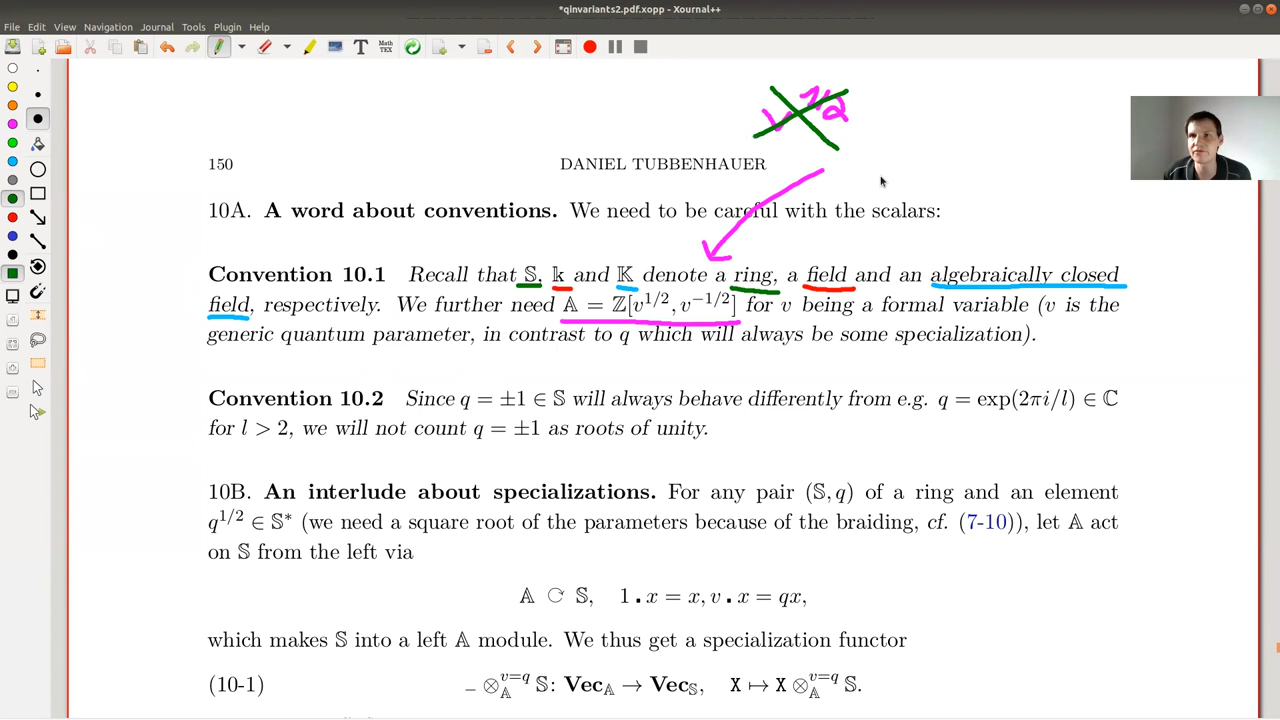 *qinvariants2.pdf.xopp - Xournal++
File Edit View Navigation Journal Tools Plugin Help
T Math TEX
v 1/2
150 DANIEL TUBBENHAUER
10A. A word about conventions. We need to be careful with the scalars:
Convention 10.1 Recall that 𝕊, 𝕜 and 𝕂 denote a ring, a field and an algebraically closed
field, respectively. We further need 𝔸 = ℤ[v^{1/2}, v^{−1/2}] for v being a formal variable (v is the
generic quantum parameter, in contrast to q which will always be some specialization).
Convention 10.2 Since q = ±1 ∈ 𝕊 will always behave differently from e.g. q = exp(2πi/l) ∈ ℂ
for l > 2, we will not count q = ±1 as roots of unity.
10B. An interlude about specializations. For any pair (𝕊, q) of a ring and an element
q^{1/2} ∈ 𝕊* (we need a square root of the parameters because of the braiding, cf. (7-10)), let 𝔸 act
on 𝕊 from the left via
𝔸 ⟳ 𝕊, 1 . x = x, v . x = qx,
which makes 𝕊 into a left 𝔸 module. We thus get a specialization functor
(10-1) _ ⊗_𝔸^{v=q} 𝕊: Vec_𝔸 → Vec_𝕊, X ↦ X ⊗_𝔸^{v=q} 𝕊.